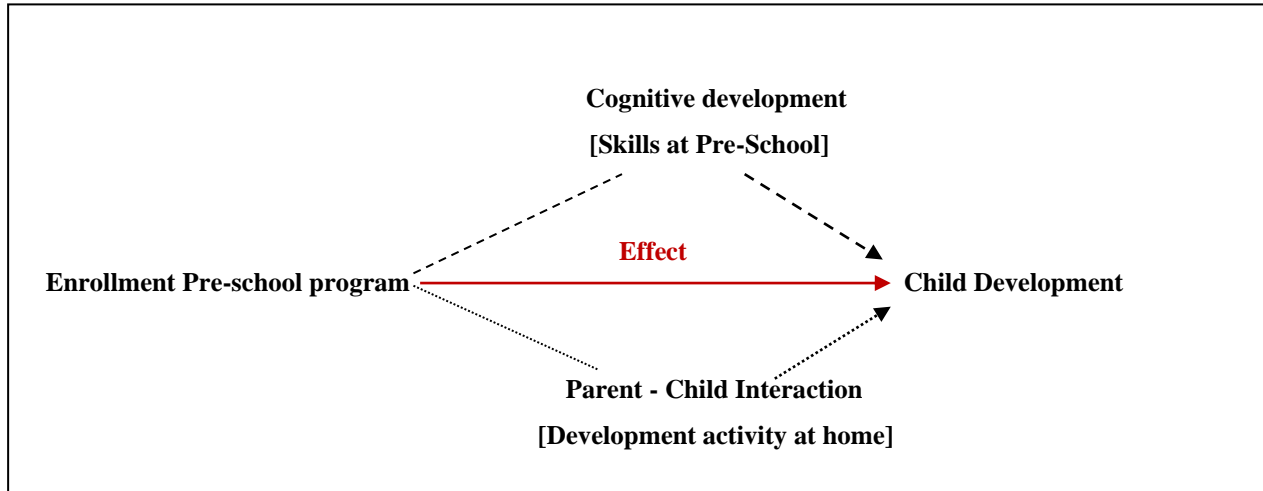 Cognitive development
[Skills at Pre-School]
Effect
Enrollment Pre-school program
Child Development
Parent - Child Interaction
[Development activity at home]